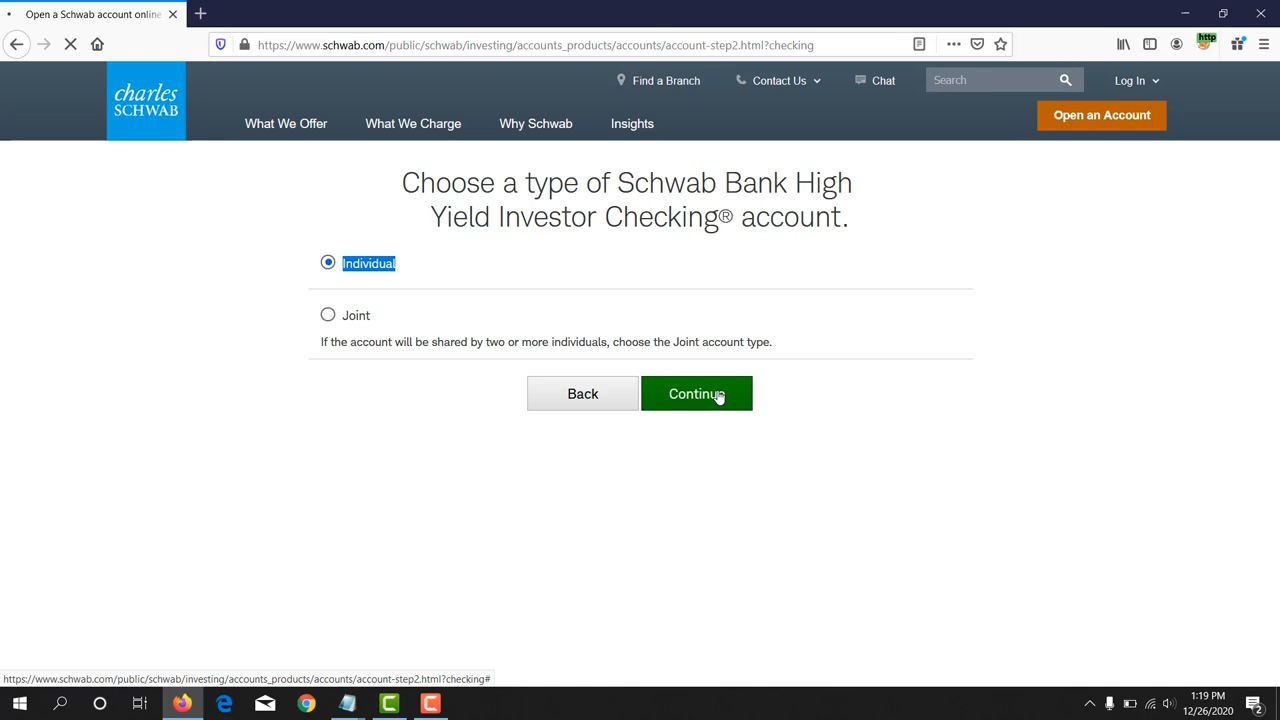 Open a Schwab account online
https://www.schwab.com/public/schwab/investing/accounts_products/accounts/account-step2.html?checking
http
charles
SCHWAB
Find a Branch
Contact Us
Chat
Search
Log In
What We Offer
What We Charge
Why Schwab
Insights
Open an Account
Choose a type of Schwab Bank High
Yield Investor Checking® account.
Individual
Joint
If the account will be shared by two or more individuals, choose the Joint account type.
Back
Continue
https://www.schwab.com/public/schwab/investing/accounts_products/accounts/account-step2.html?checking#
1:19 PM
12/26/2020
2